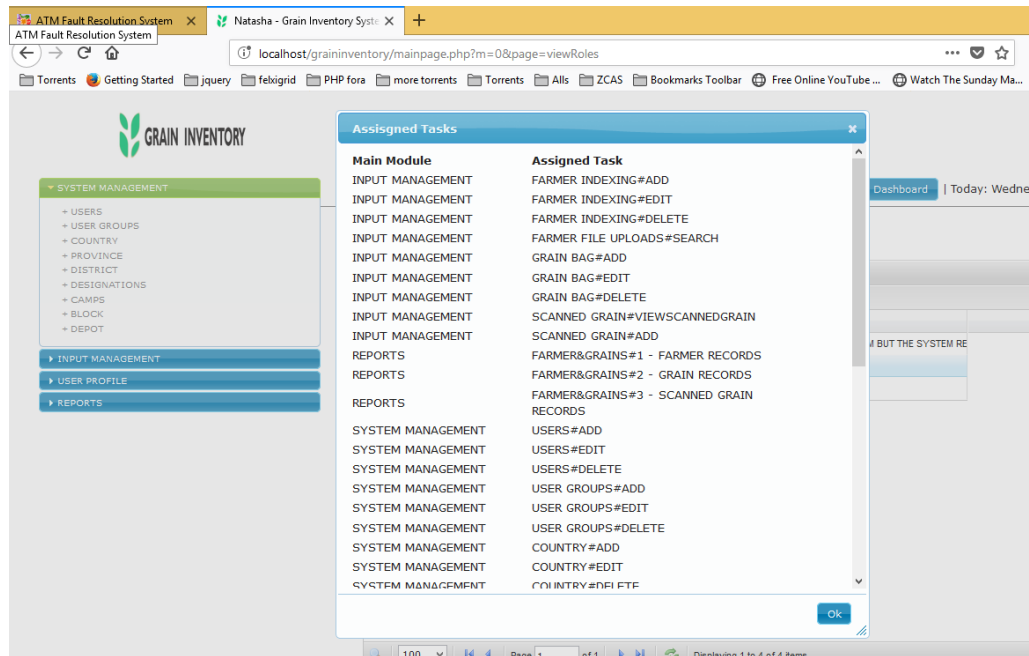 ATM Fault Resolution System
Natasha - Grain Inventory Syste
ATM Fault Resolution System
localhost/graininventory/mainpage.php?m=0&page=viewRoles
Torrents Getting Started jquery felxigrid PHP fora more torrents Torrents Alls ZCAS Bookmarks Toolbar Free Online YouTube ... Watch The Sunday Ma...
GRAIN INVENTORY
SYSTEM MANAGEMENT
+ USERS
+ USER GROUPS
+ COUNTRY
+ PROVINCE
+ DISTRICT
+ DESIGNATIONS
+ CAMPS
+ BLOCK
+ DEPOT
INPUT MANAGEMENT
USER PROFILE
REPORTS
Assisgned Tasks
Main Module Assigned Task
INPUT MANAGEMENT FARMER INDEXING#ADD
INPUT MANAGEMENT FARMER INDEXING#EDIT
INPUT MANAGEMENT FARMER INDEXING#DELETE
INPUT MANAGEMENT FARMER FILE UPLOADS#SEARCH
INPUT MANAGEMENT GRAIN BAG#ADD
INPUT MANAGEMENT GRAIN BAG#EDIT
INPUT MANAGEMENT GRAIN BAG#DELETE
INPUT MANAGEMENT SCANNED GRAIN#VIEWSCANNEDGRAIN
INPUT MANAGEMENT SCANNED GRAIN#ADD
REPORTS FARMER&GRAINS#1 - FARMER RECORDS
REPORTS FARMER&GRAINS#2 - GRAIN RECORDS
REPORTS FARMER&GRAINS#3 - SCANNED GRAIN
RECORDS
SYSTEM MANAGEMENT USERS#ADD
SYSTEM MANAGEMENT USERS#EDIT
SYSTEM MANAGEMENT USERS#DELETE
SYSTEM MANAGEMENT USER GROUPS#ADD
SYSTEM MANAGEMENT USER GROUPS#EDIT
SYSTEM MANAGEMENT USER GROUPS#DELETE
SYSTEM MANAGEMENT COUNTRY#ADD
SYSTEM MANAGEMENT COUNTRY#EDIT
SYSTEM MANAGEMENT COUNTRY#DELETE
Ok
Dashboard | Today: Wedne
M BUT THE SYSTEM RE
100 Page 1 of 1 Displaying 1 to 4 of 4 items